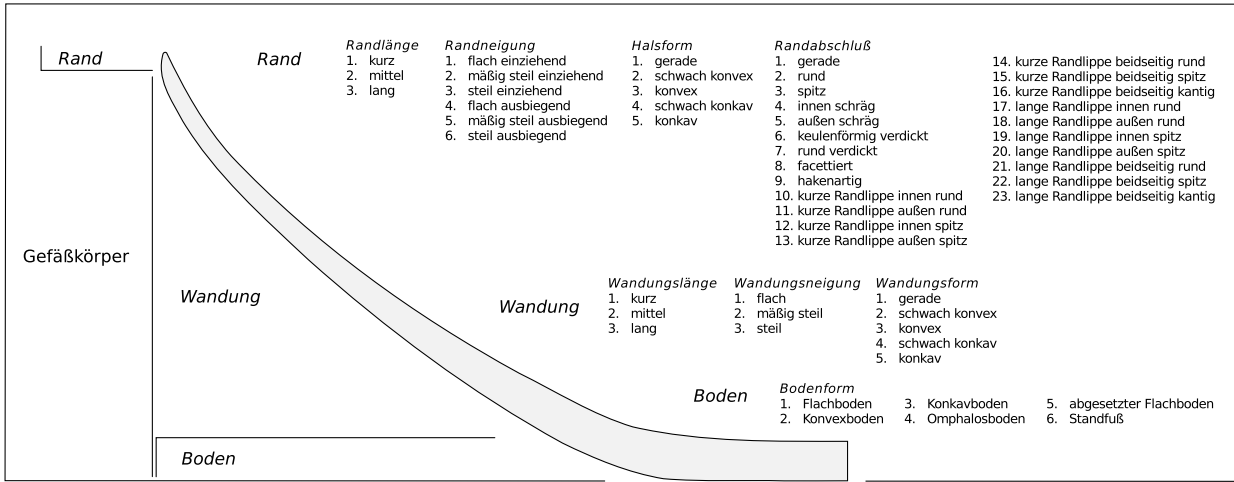 Rand
Gefäßkörper
Wandung
Boden
Rand
Randlänge
1. kurz
2. mittel
3. lang
Randneigung
1. flach einziehend
2. mäßig steil einziehend
3. steil einziehend
4. flach ausbiegend
5. mäßig steil ausbiegend
6. steil ausbiegend
Halsform
1. gerade
2. schwach konvex
3. konvex
4. schwach konkav
5. konkav
Randabschluß
1. gerade
2. rund
3. spitz
4. innen schräg
5. außen schräg
6. keulenförmig verdickt
7. rund verdickt
8. facettiert
9. hakenartig
10. kurze Randlippe innen rund
11. kurze Randlippe außen rund
12. kurze Randlippe innen spitz
13. kurze Randlippe außen spitz
14. kurze Randlippe beidseitig rund
15. kurze Randlippe beidseitig spitz
16. kurze Randlippe beidseitig kantig
17. lange Randlippe innen rund
18. lange Randlippe außen rund
19. lange Randlippe innen spitz
20. lange Randlippe außen spitz
21. lange Randlippe beidseitig rund
22. lange Randlippe beidseitig spitz
23. lange Randlippe beidseitig kantig
Wandung
Wandungslänge
1. kurz
2. mittel
3. lang
Wandungsneigung
1. flach
2. mäßig steil
3. steil
Wandungsform
1. gerade
2. schwach konvex
3. konvex
4. schwach konkav
5. konkav
Boden
Bodenform
1. Flachboden
2. Konvexboden
3. Konkavboden
4. Omphalosboden
5. abgesetzter Flachboden
6. Standfuß